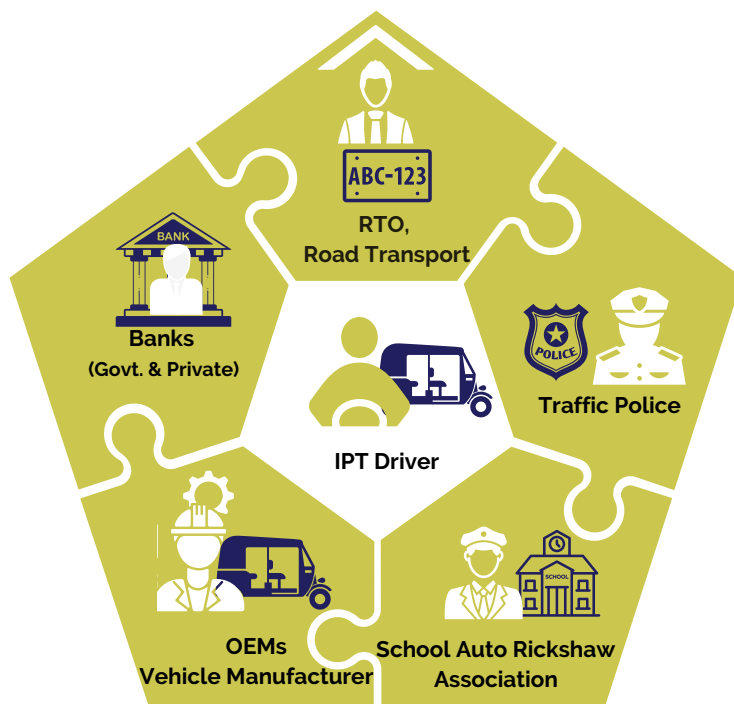 ABC-123
RTO,
Road Transport
BANK
Banks
(Govt. & Private)
POLICE
Traffic Police
IPT Driver
OEMs
Vehicle Manufacturer
SCHOOL
School Auto Rickshaw
Association